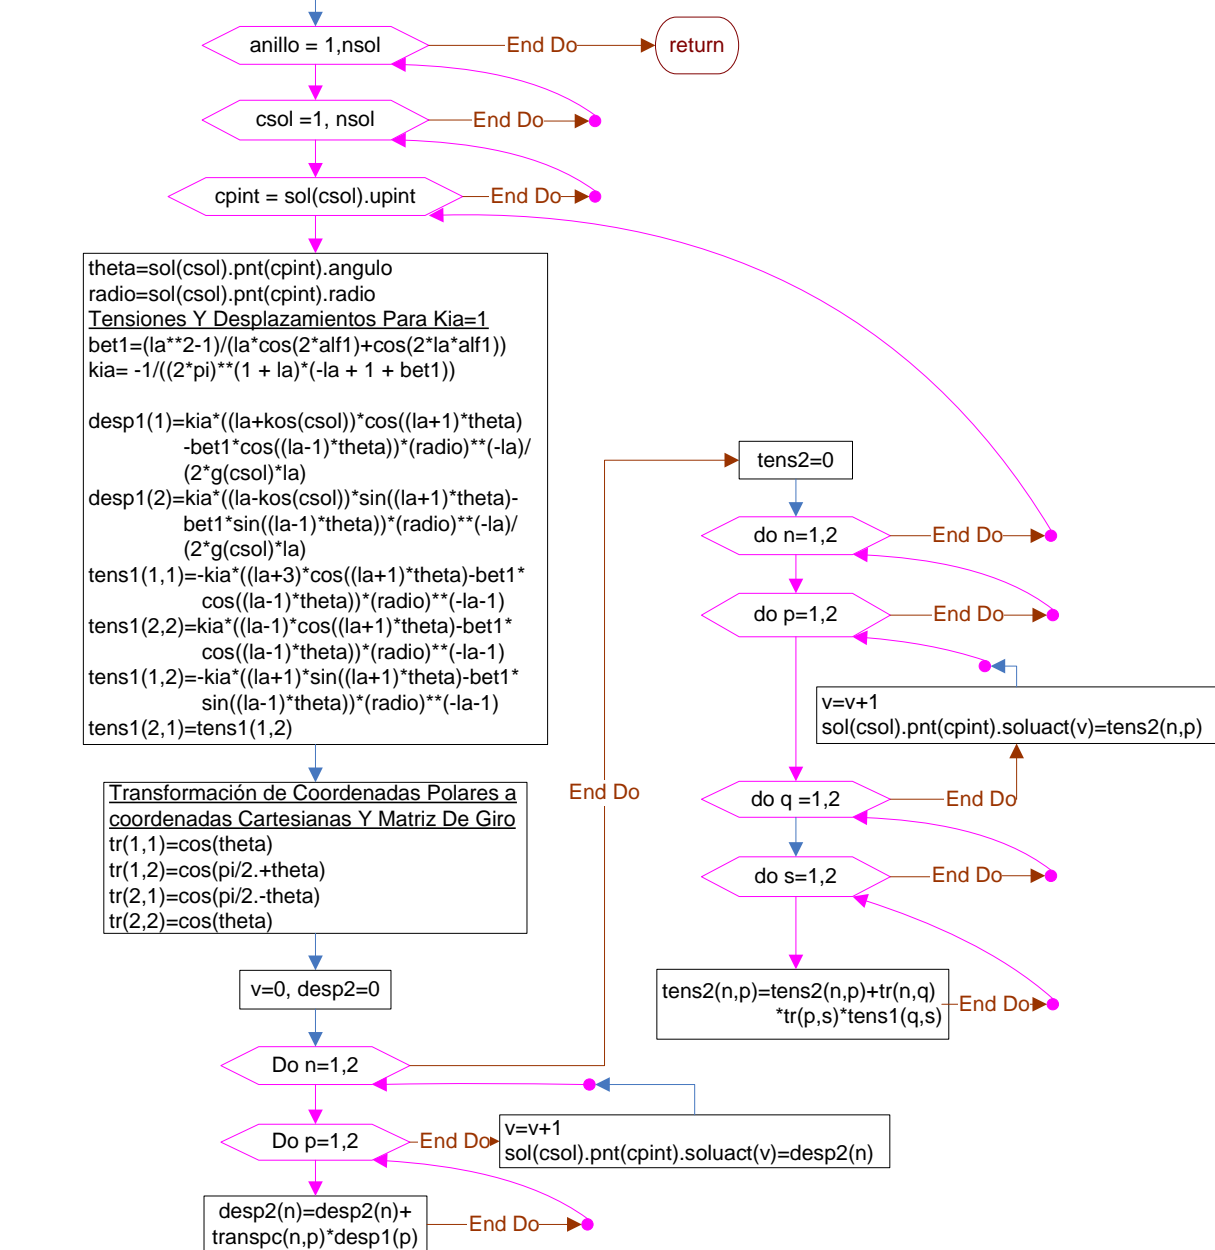 anillo = 1,nsol
End Do
return
csol =1, nsol
End Do
cpint = sol(csol).upint
End Do
theta=sol(csol).pnt(cpint).angulo
radio=sol(csol).pnt(cpint).radio
Tensiones Y Desplazamientos Para Kia=1
bet1=(la**2-1)/(la*cos(2*alf1)+cos(2*la*alf1))
kia= -1/((2*pi)**(1 + la)*(-la + 1 + bet1))
desp1(1)=kia*((la+kos(csol))*cos((la+1)*theta)
-bet1*cos((la-1)*theta))*(radio)**(-la)/
(2*g(csol)*la)
desp1(2)=kia*((la-kos(csol))*sin((la+1)*theta)-
bet1*sin((la-1)*theta))*(radio)**(-la)/
(2*g(csol)*la)
tens1(1,1)=-kia*((la+3)*cos((la+1)*theta)-bet1*
cos((la-1)*theta))*(radio)**(-la-1)
tens1(2,2)=kia*((la-1)*cos((la+1)*theta)-bet1*
cos((la-1)*theta))*(radio)**(-la-1)
tens1(1,2)=-kia*((la+1)*sin((la+1)*theta)-bet1*
sin((la-1)*theta))*(radio)**(-la-1)
tens1(2,1)=tens1(1,2)
Transformación de Coordenadas Polares a
coordenadas Cartesianas Y Matriz De Giro
tr(1,1)=cos(theta)
tr(1,2)=cos(pi/2.+theta)
tr(2,1)=cos(pi/2.-theta)
tr(2,2)=cos(theta)
v=0, desp2=0
Do n=1,2
End Do
Do p=1,2
End Do
v=v+1
sol(csol).pnt(cpint).soluact(v)=desp2(n)
desp2(n)=desp2(n)+
transpc(n,p)*desp1(p)
End Do
tens2=0
do n=1,2
End Do
do p=1,2
End Do
v=v+1
sol(csol).pnt(cpint).soluact(v)=tens2(n,p)
do q =1,2
End Do
do s=1,2
End Do
tens2(n,p)=tens2(n,p)+tr(n,q)
*tr(p,s)*tens1(q,s)
End Do